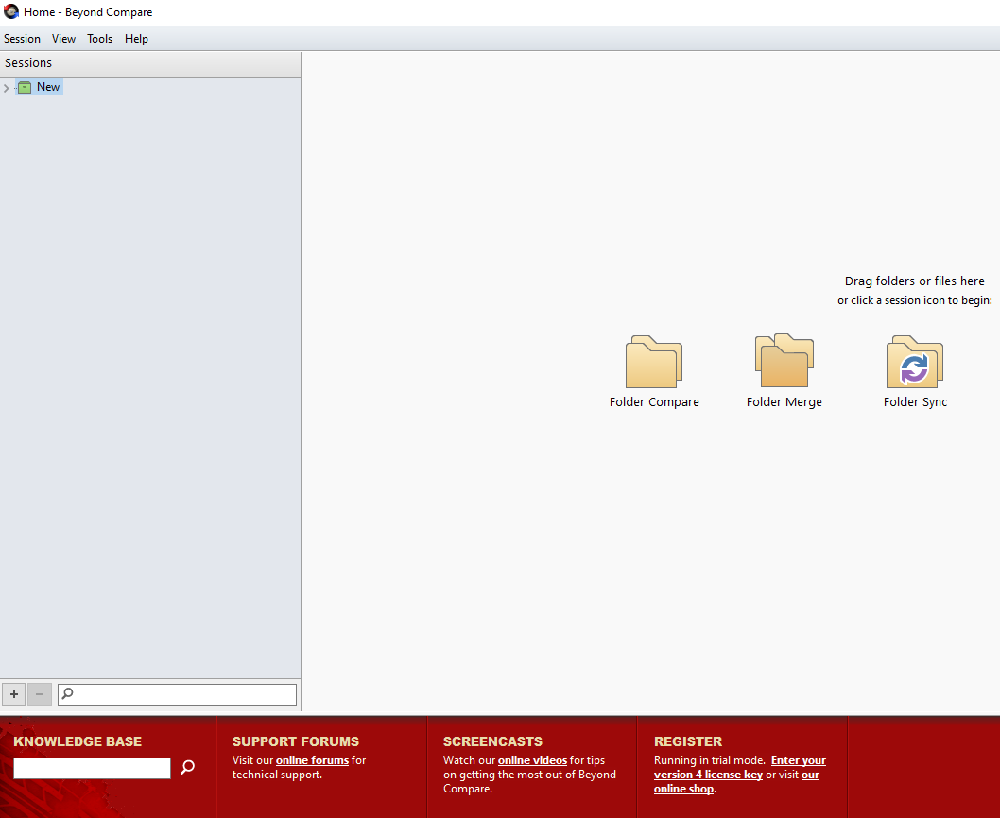 Home - Beyond Compare
Session View Tools Help
Sessions
New
Drag folders or files here
or click a session icon to begin:
Folder Compare
Folder Merge
Folder Sync
KNOWLEDGE BASE
SUPPORT FORUMS
Visit our online forums for
technical support.
SCREENCASTS
Watch our online videos for tips
on getting the most out of Beyond
Compare.
REGISTER
Running in trial mode. Enter your
version 4 license key or visit our
online shop.